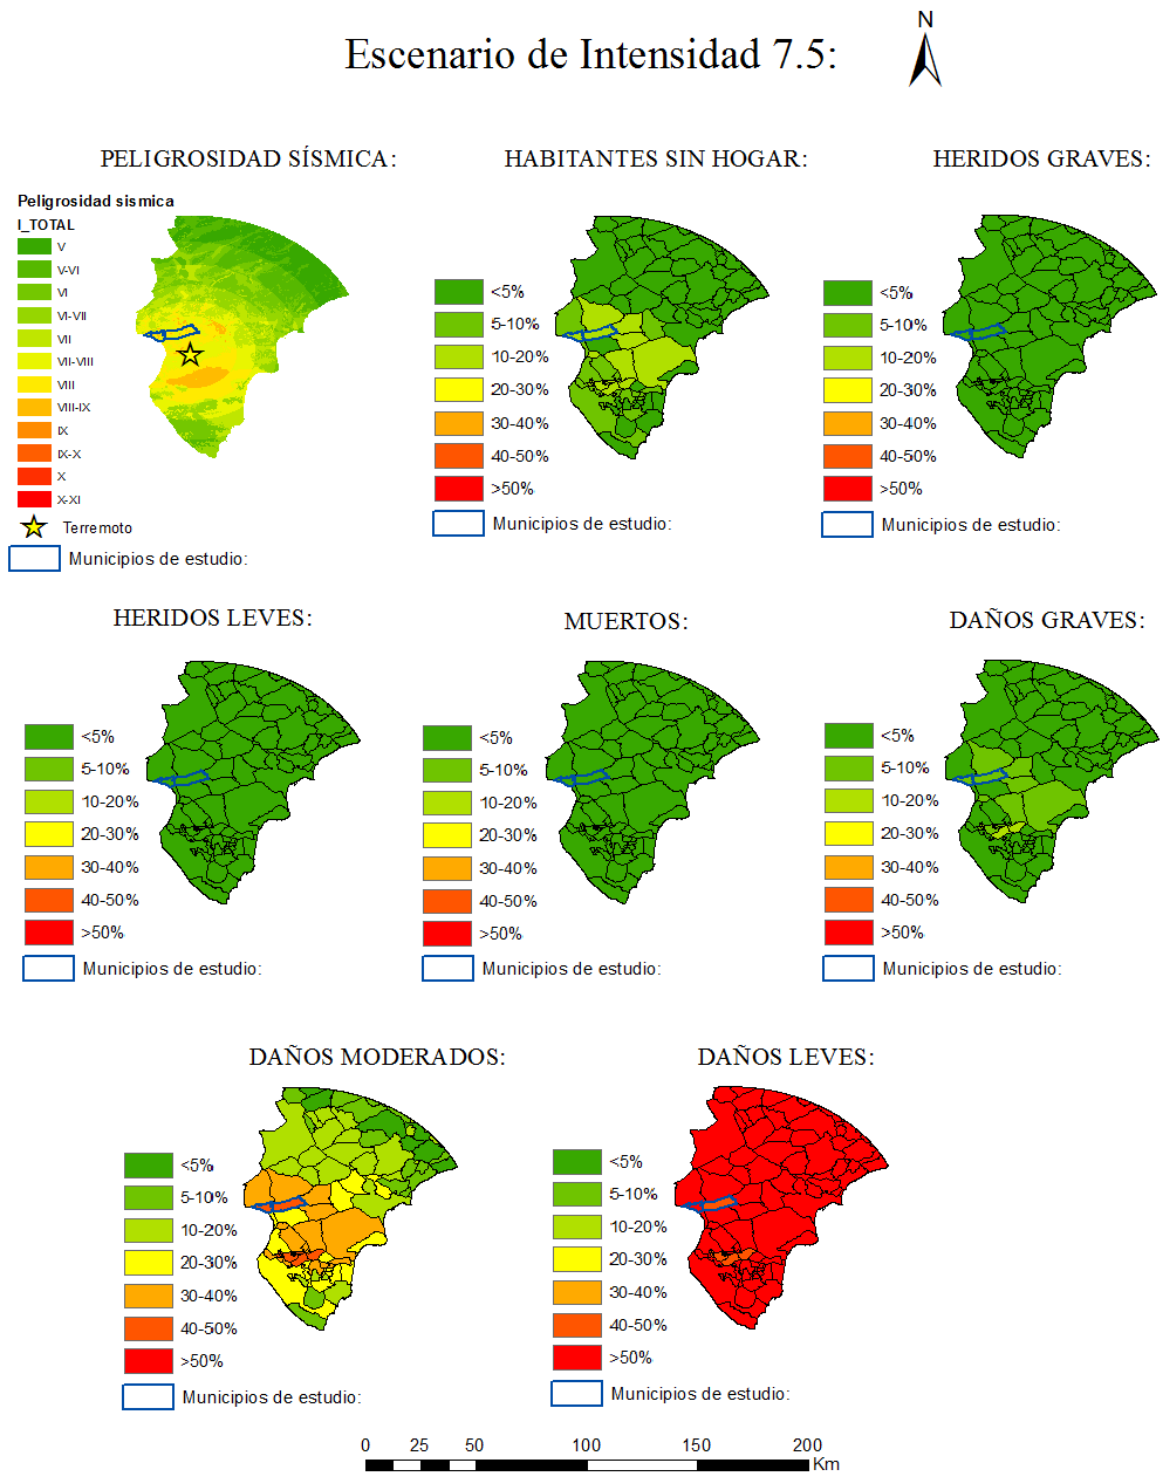 N
Escenario de Intensidad 7.5:
PELIGROSIDAD SÍSMICA:
Peligrosidad sismica
I_TOTAL
V
V-VI
VI
VI-VII
VII
VII-VIII
VIII
VIII-IX
IX
IX-X
X
X-XI
Terremoto
Municipios de estudio:
HABITANTES SIN HOGAR:
<5%
5-10%
10-20%
20-30%
30-40%
40-50%
>50%
Municipios de estudio:
HERIDOS GRAVES:
<5%
5-10%
10-20%
20-30%
30-40%
40-50%
>50%
Municipios de estudio:
HERIDOS LEVES:
<5%
5-10%
10-20%
20-30%
30-40%
40-50%
>50%
Municipios de estudio:
MUERTOS:
<5%
5-10%
10-20%
20-30%
30-40%
40-50%
>50%
Municipios de estudio:
DAÑOS GRAVES:
<5%
5-10%
10-20%
20-30%
30-40%
40-50%
>50%
Municipios de estudio:
DAÑOS MODERADOS:
<5%
5-10%
10-20%
20-30%
30-40%
40-50%
>50%
Municipios de estudio:
DAÑOS LEVES:
<5%
5-10%
10-20%
20-30%
30-40%
40-50%
>50%
Municipios de estudio:
0 25 50 100 150 200
Km